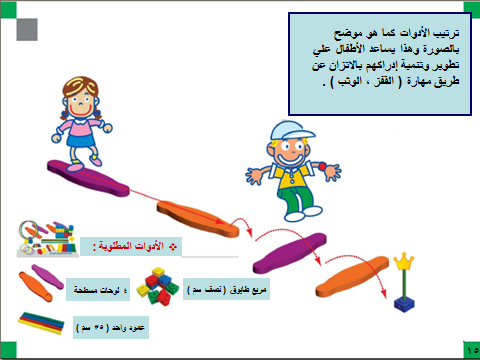 ترتيب الأدوات كما هو موضح
بالصورة وهذا يساعد الأطفال علي
تطوير وتنمية إدراكهم بالاتزان عن
طريق مهارة ( القفز ، الوثب ) .
❖ الأدوات المطلوبة :
٤ لوحات مسطحة
مربع طابوق ( نصف سم )
عمود واحد ( ٣٥ سم )
١٥